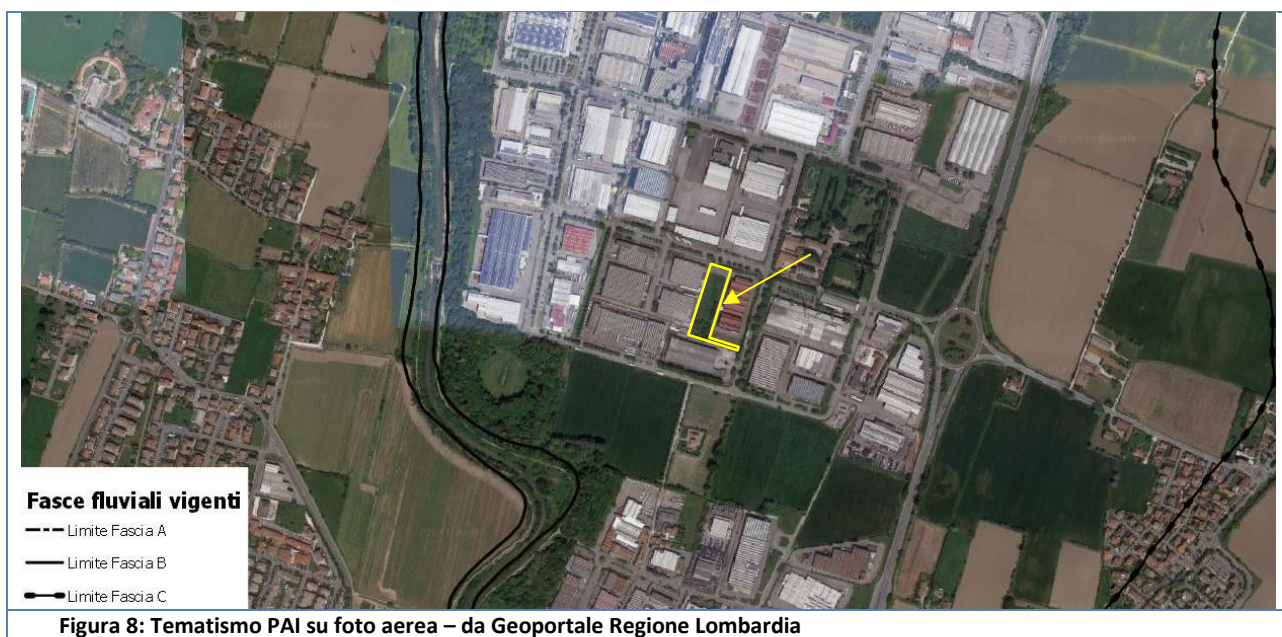 Fasce fluviali vigenti
Limite Fascia A
Limite Fascia B
Limite Fascia C
Figura 8: Tematismo PAI su foto aerea – da Geoportale Regione Lombardia